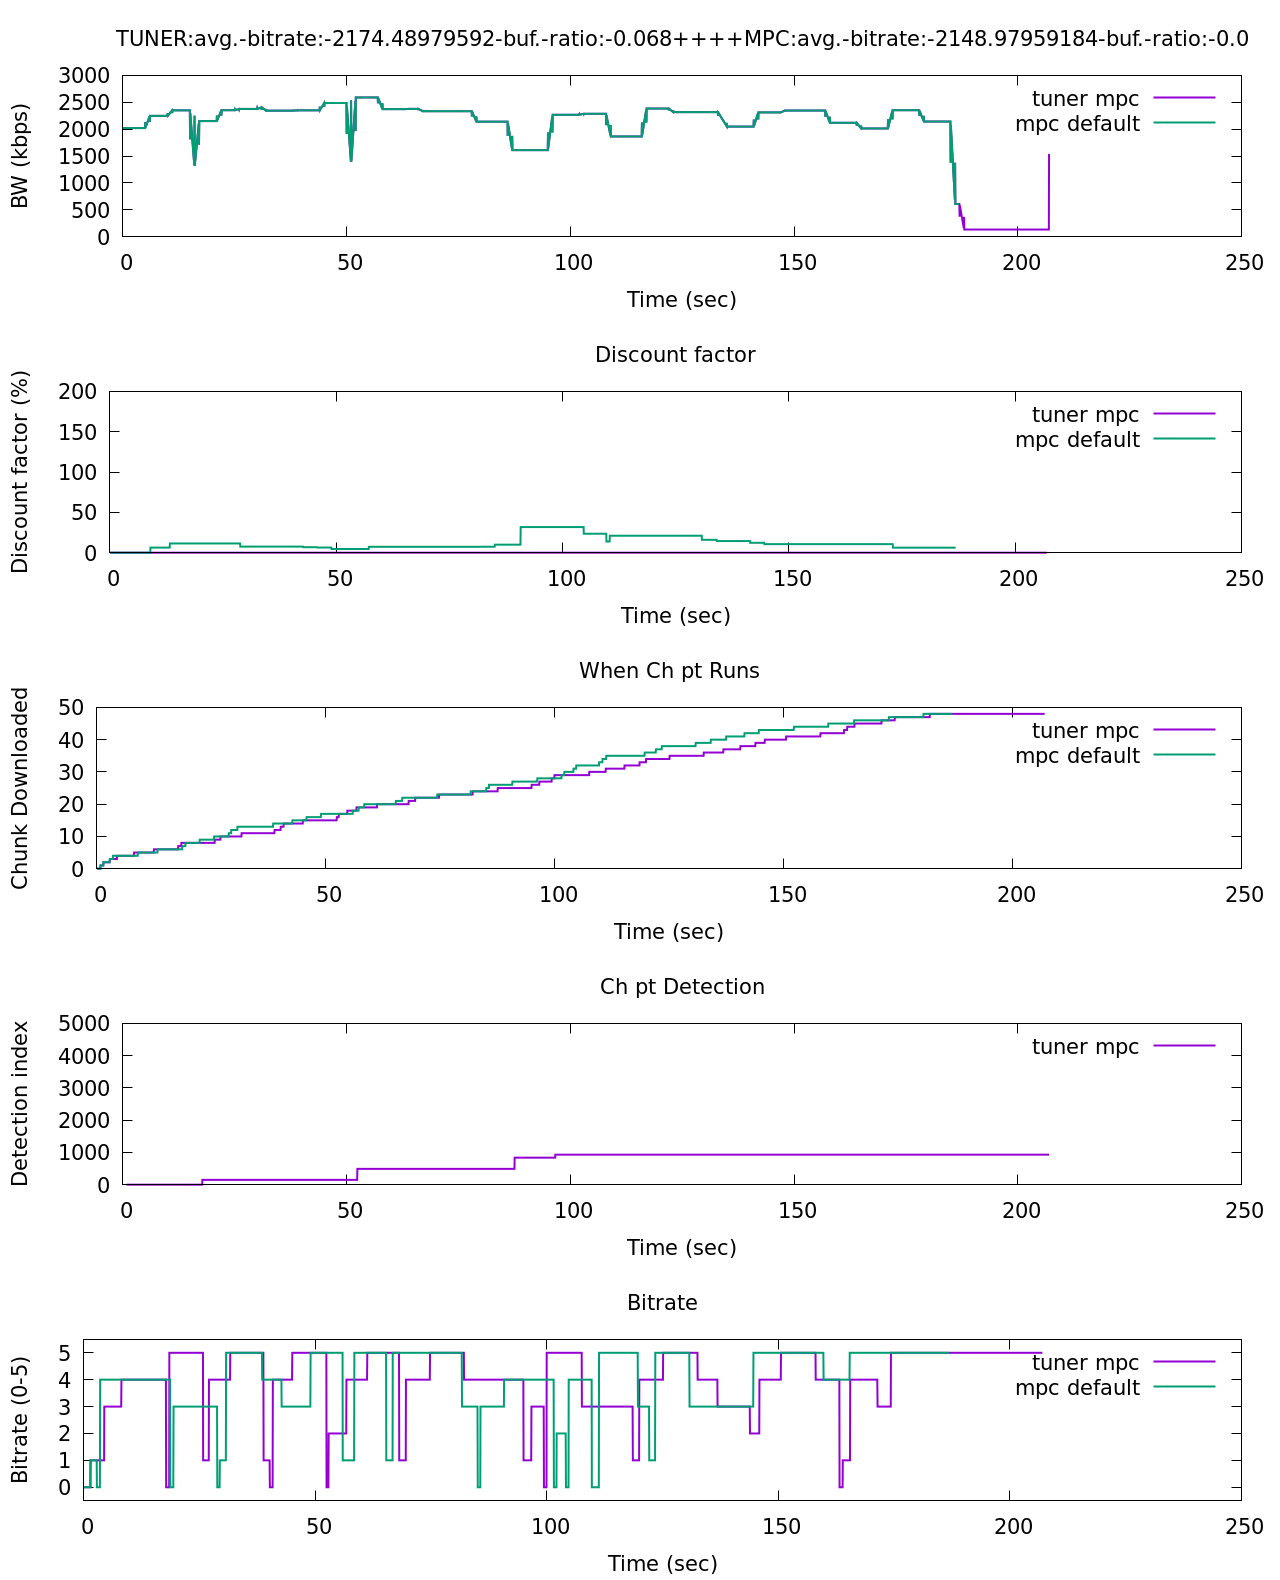 TUNER:avg.-bitrate:-2174.48979592-buf.-ratio:-0.068++++MPC:avg.-bitrate:-2148.97959184-buf.-ratio:-0.0
BW (kbps)
3000
2500
2000
1500
1000
500
0
tuner mpc
mpc default
0 50 100 150 200 250
Time (sec)
Discount factor
Discount factor (%)
200
150
100
50
0
tuner mpc
mpc default
0 50 100 150 200 250
Time (sec)
When Ch pt Runs
Chunk Downloaded
50
40
30
20
10
0
tuner mpc
mpc default
0 50 100 150 200 250
Time (sec)
Ch pt Detection
Detection index
5000
4000
3000
2000
1000
0
tuner mpc
0 50 100 150 200 250
Time (sec)
Bitrate
Bitrate (0-5)
5
4
3
2
1
0
tuner mpc
mpc default
0 50 100 150 200 250
Time (sec)